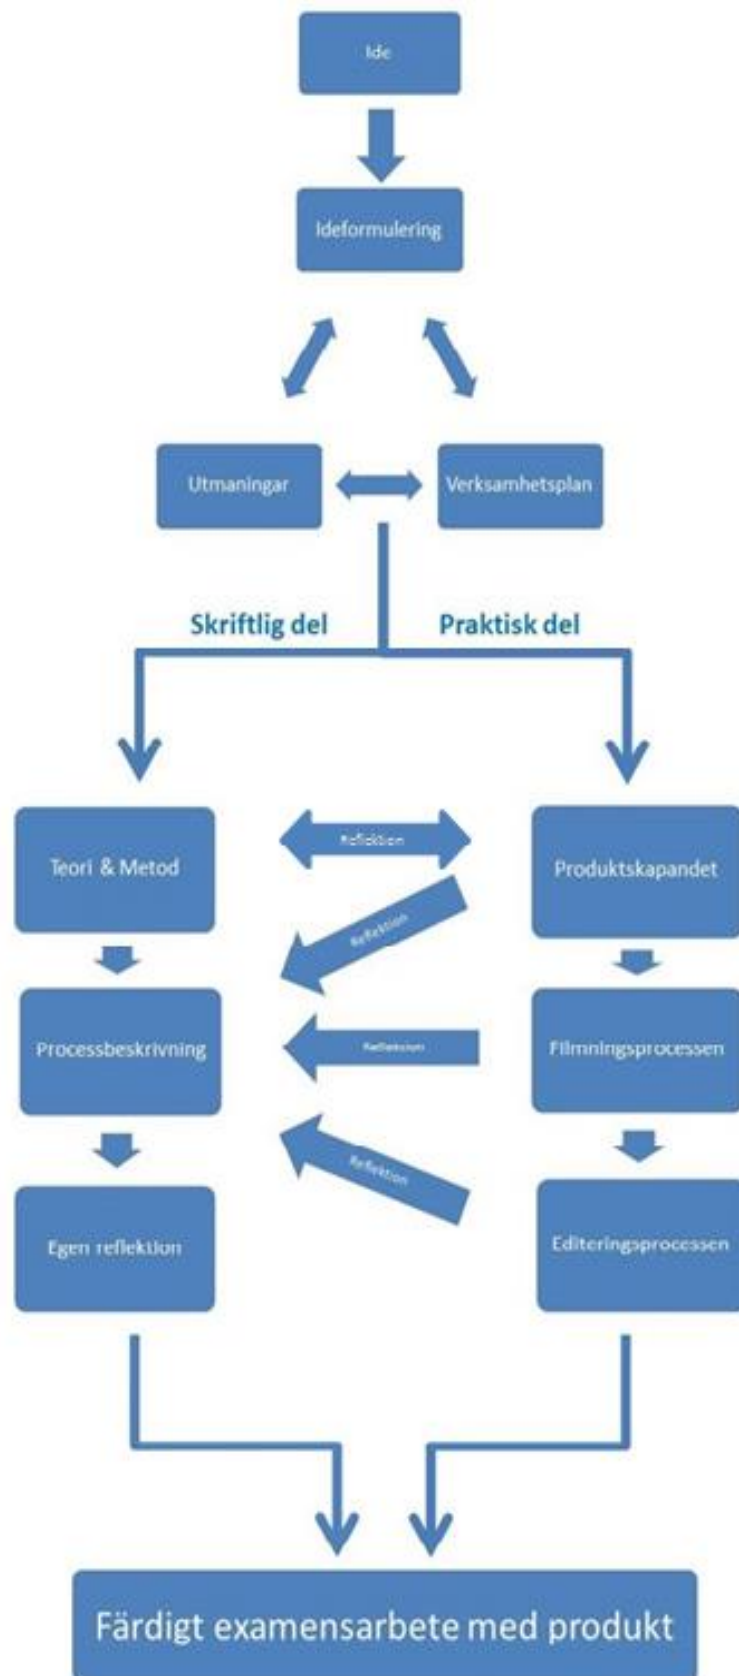 Ide
Ideformulering
Utmaningar
Verksamhetsplan
Skriftlig del
Praktisk del
Teori & Metod
Reflektion
Produktskapandet
Reflektion
Processbeskrivning
Reflektion
Filmningsprocessen
Reflektion
Egen reflektion
Editeringsprocessen
Färdigt examensarbete med produkt